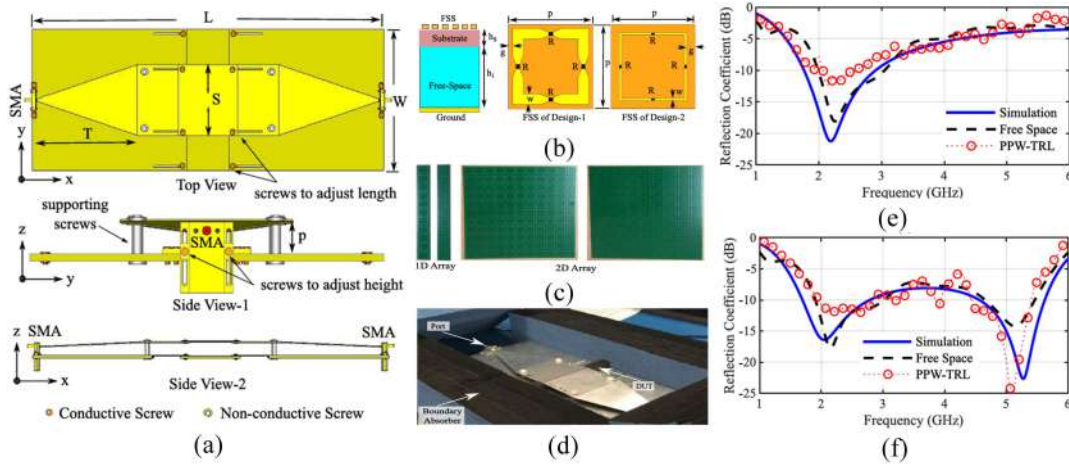 L
SMA
S
W
T
y
x
Top View
screws to adjust length
supporting
screws
SMA
p
z
y
1D Array
2D Array
screws to adjust height
Side View-1
z
SMA
SMA
x
Side View-2
Conductive Screw
Non-conductive Screw
(a)
FSS
Substrate
Free-Space
Ground
hs
hi
p
p
R
R
R
R
g
w
p
R
R
R
R
g
w
FSS of Design-1
FSS of Design-2
(b)
(c)
Port
DUT
Boundary
Absorber
(d)
Reflection Coefficient (dB)
0
-5
-10
-15
-20
-25
Simulation
Free Space
PPW-TRL
1
2
3
4
5
6
Frequency (GHz)
(e)
Reflection Coefficient (dB)
0
-5
-10
-15
-20
-25
Simulation
Free Space
PPW-TRL
1
2
3
4
5
6
Frequency (GHz)
(f)